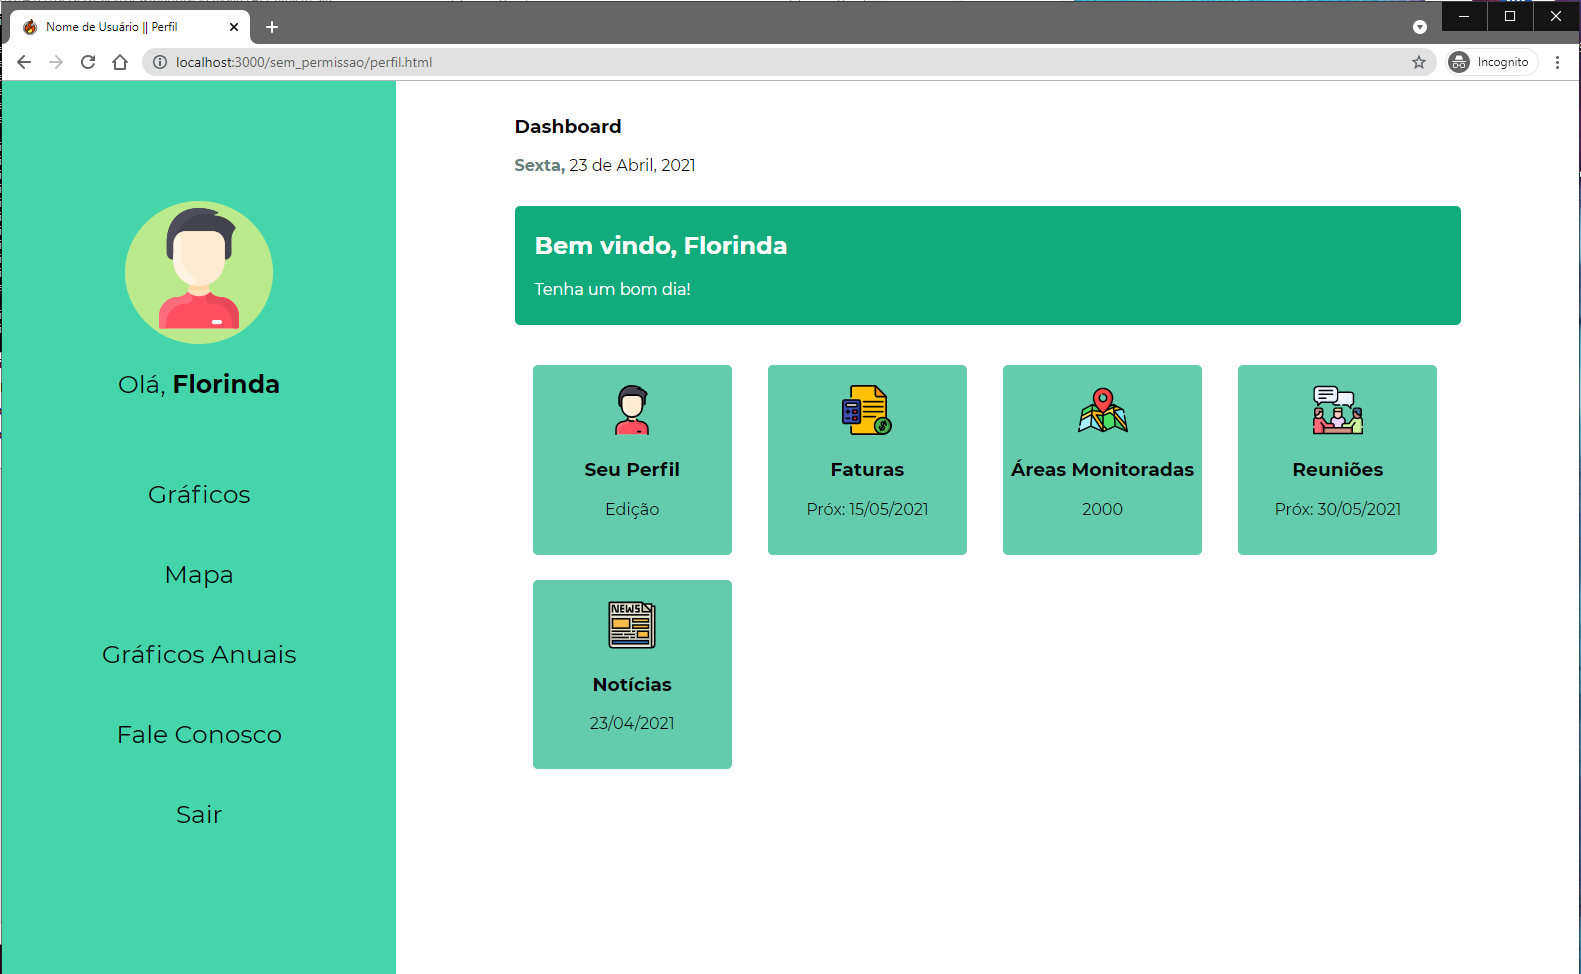 Nome de Usuário || Perfil
localhost:3000/sem_permissao/perfil.html
Incognito
Olá, Florinda
Gráficos
Mapa
Gráficos Anuais
Fale Conosco
Sair
Dashboard
Sexta, 23 de Abril, 2021
Bem vindo, Florinda
Tenha um bom dia!
Seu Perfil
Edição
Faturas
Próx: 15/05/2021
Áreas Monitoradas
2000
Reuniões
Próx: 30/05/2021
NEWS
Notícias
23/04/2021